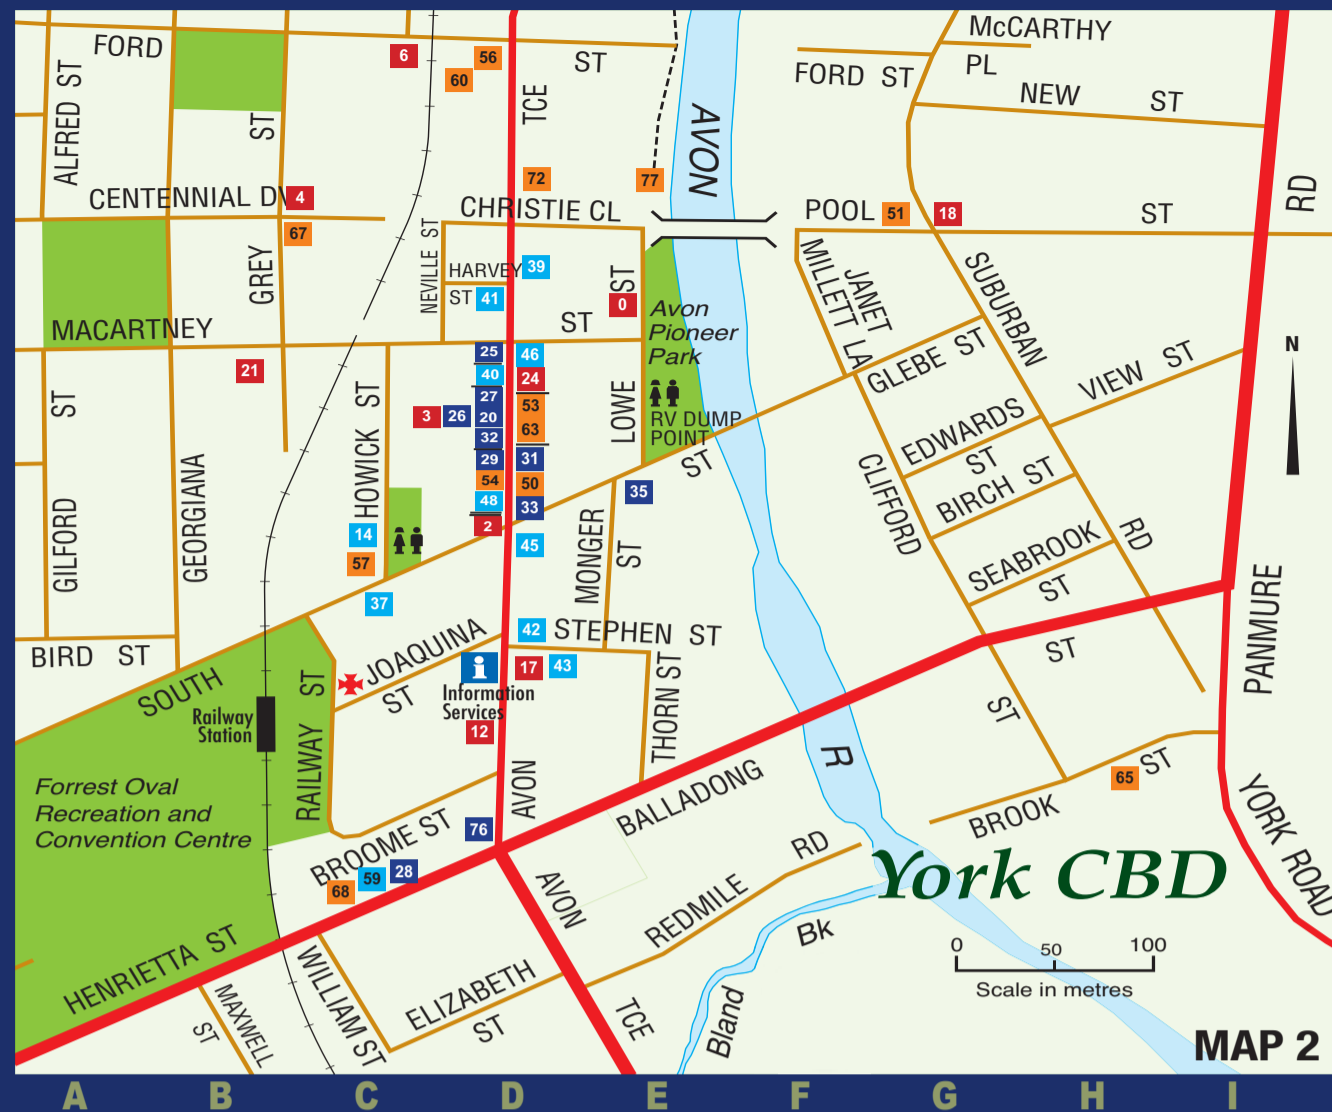 FORD
ST
McCARTHY
PL
FORD ST
NEW ST
ALFRED ST
ST
TCE
AVON
6
56
60
72
77
CENTENNIAL DV
4
67
CHRISTIE CL
POOL
51
18
ST
RD
GREY
NEVILLE ST
HARVEY
ST
39
41
ST
0
Avon
Pioneer
Park
MILLETT LA
JANET
SUBURBAN
MACARTNEY
ST
21
GLEBE ST
VIEW ST
N
25
46
40
24
27
53
3
26
20
63
32
29
31
54
50
48
33
2
45
LOWE
RV DUMP
POINT
ST
35
EDWARDS
ST
BIRCH ST
CLIFFORD
SEABROOK
ST
RD
ST
GILFORD
GEORGIANA
HOWICK ST
14
57
37
MONGER
ST
BIRD ST
JOAQUINA
ST
42
STEPHEN ST
17
43
i
Information
Services
12
THORN ST
ST
PANMURE
SOUTH
Railway
Station
RAILWAY ST
ST
AVON
BALLADONG
R
65
ST
BROOK
YORK ROAD
Forrest Oval
Recreation and
Convention Centre
76
BROOME ST
68
59
28
AVON
RD
REDMILE
York CBD
0 50 100
Scale in metres
Bk
Bland
HENRIETTA ST
WILLIAM ST
MAXWELL
ST
ELIZABETH
ST
TCE
MAP 2
A B C D E F G H I